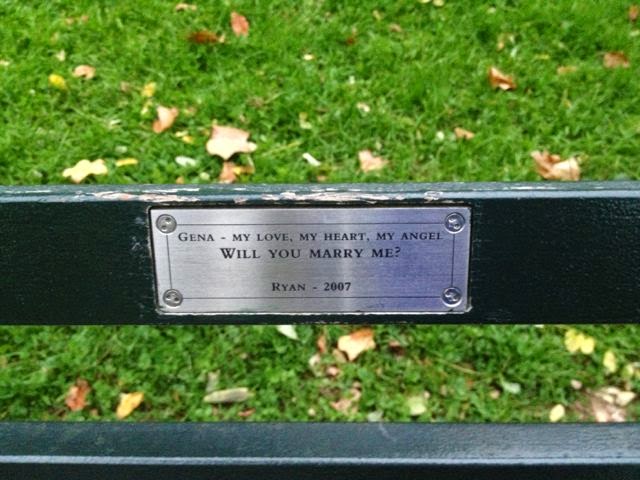 Gena - my love, my heart, my angel
Will you marry me?
Ryan - 2007